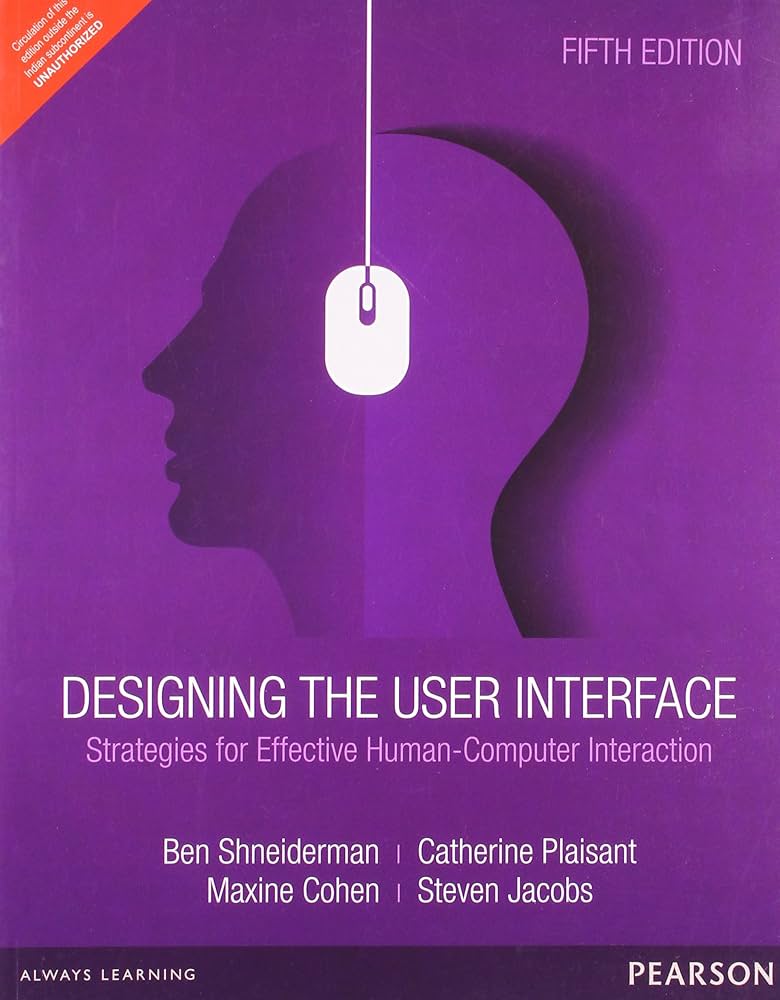 Circulation of this
edition outside the
Indian subcontinent is
UNAUTHORIZED
FIFTH EDITION
DESIGNING THE USER INTERFACE
Strategies for Effective Human-Computer Interaction
Ben Shneiderman | Catherine Plaisant
Maxine Cohen | Steven Jacobs
ALWAYS LEARNING
PEARSON